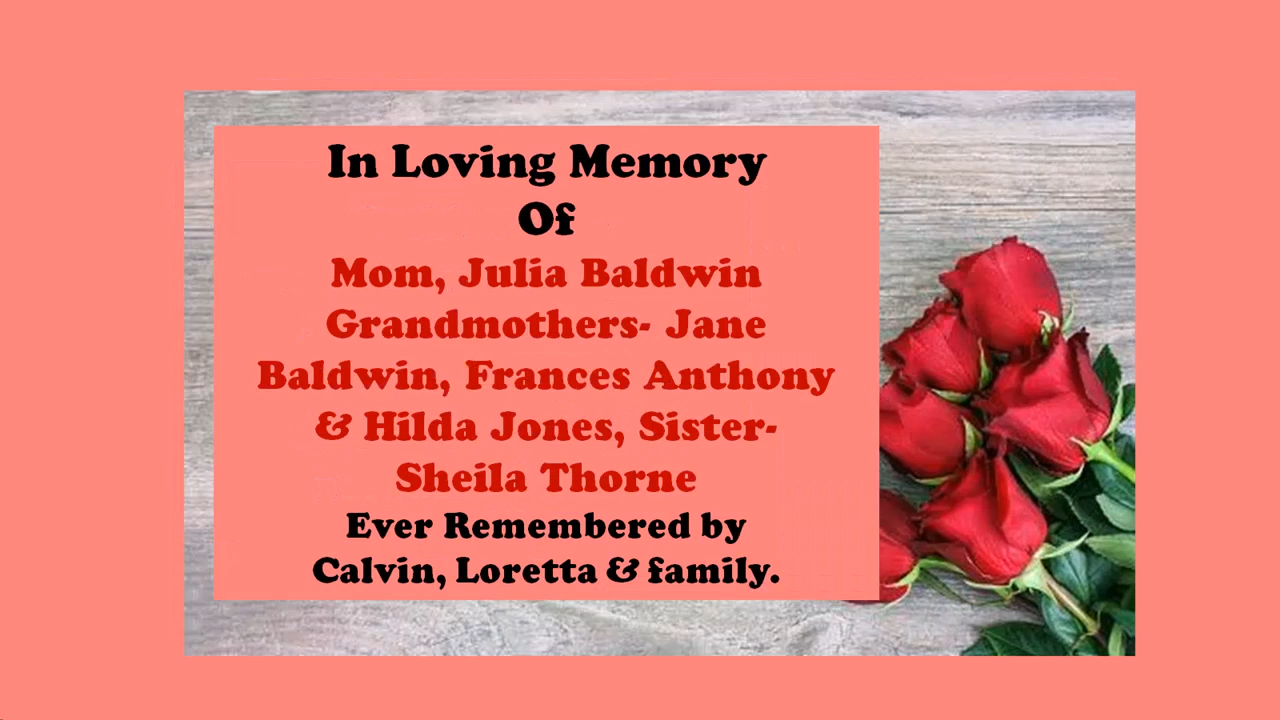 In Loving Memory
Of
Mom, Julia Baldwin
Grandmothers- Jane
Baldwin, Frances Anthony
& Hilda Jones, Sister-
Sheila Thorne
Ever Remembered by
Calvin, Loretta & family.